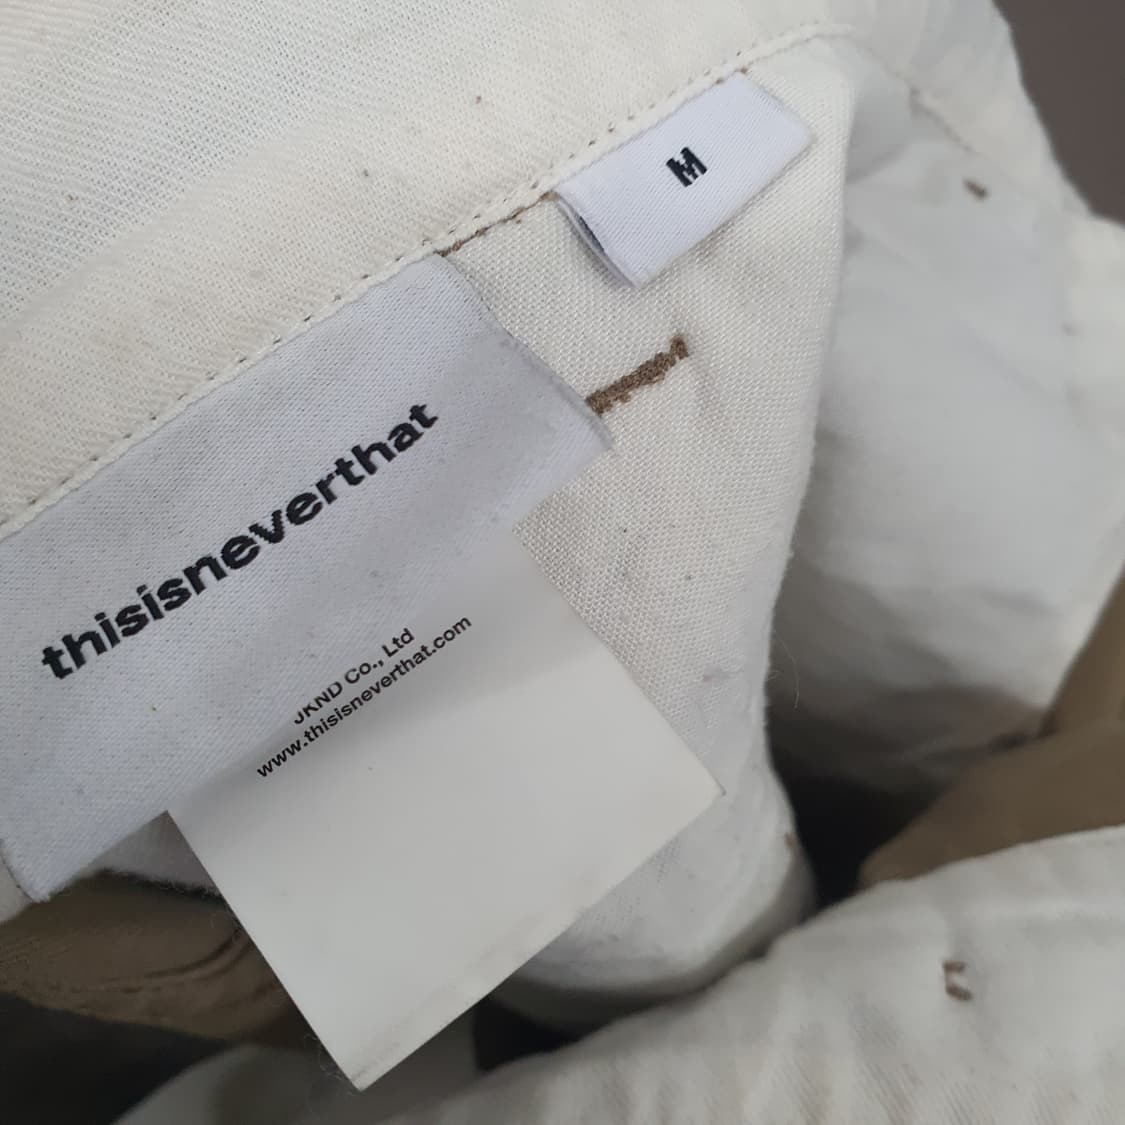 M
thisisneverthat
JKND Co., Ltd
www.thisisneverthat.com